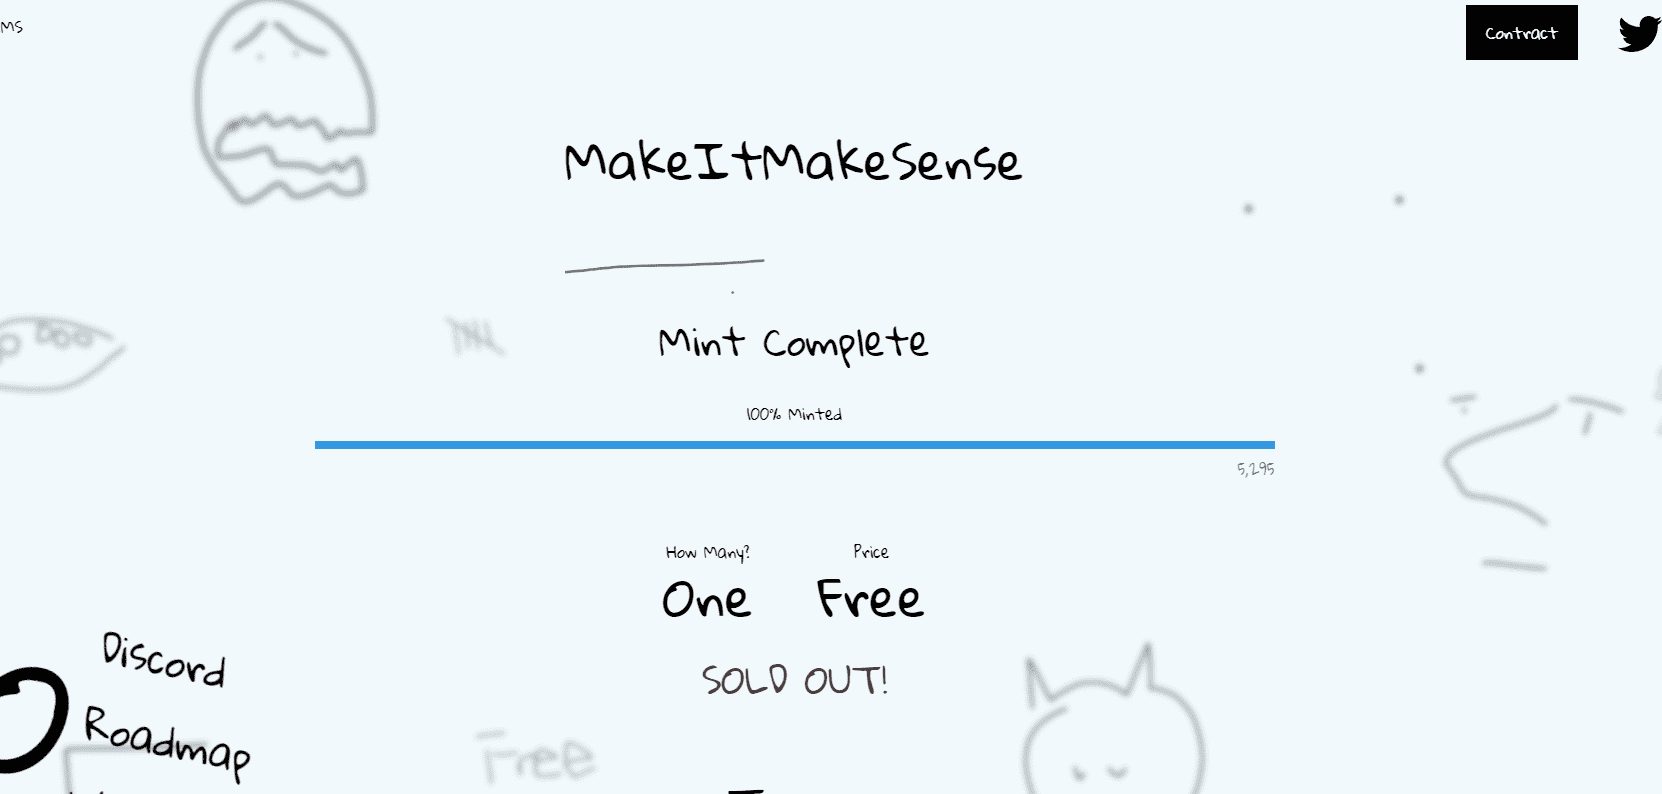 MS
Contract
MakeItMakeSense
Mint Complete
100% Minted
5,295
How Many? Price
One Free
SOLD OUT!
Discord
Roadmap
Free